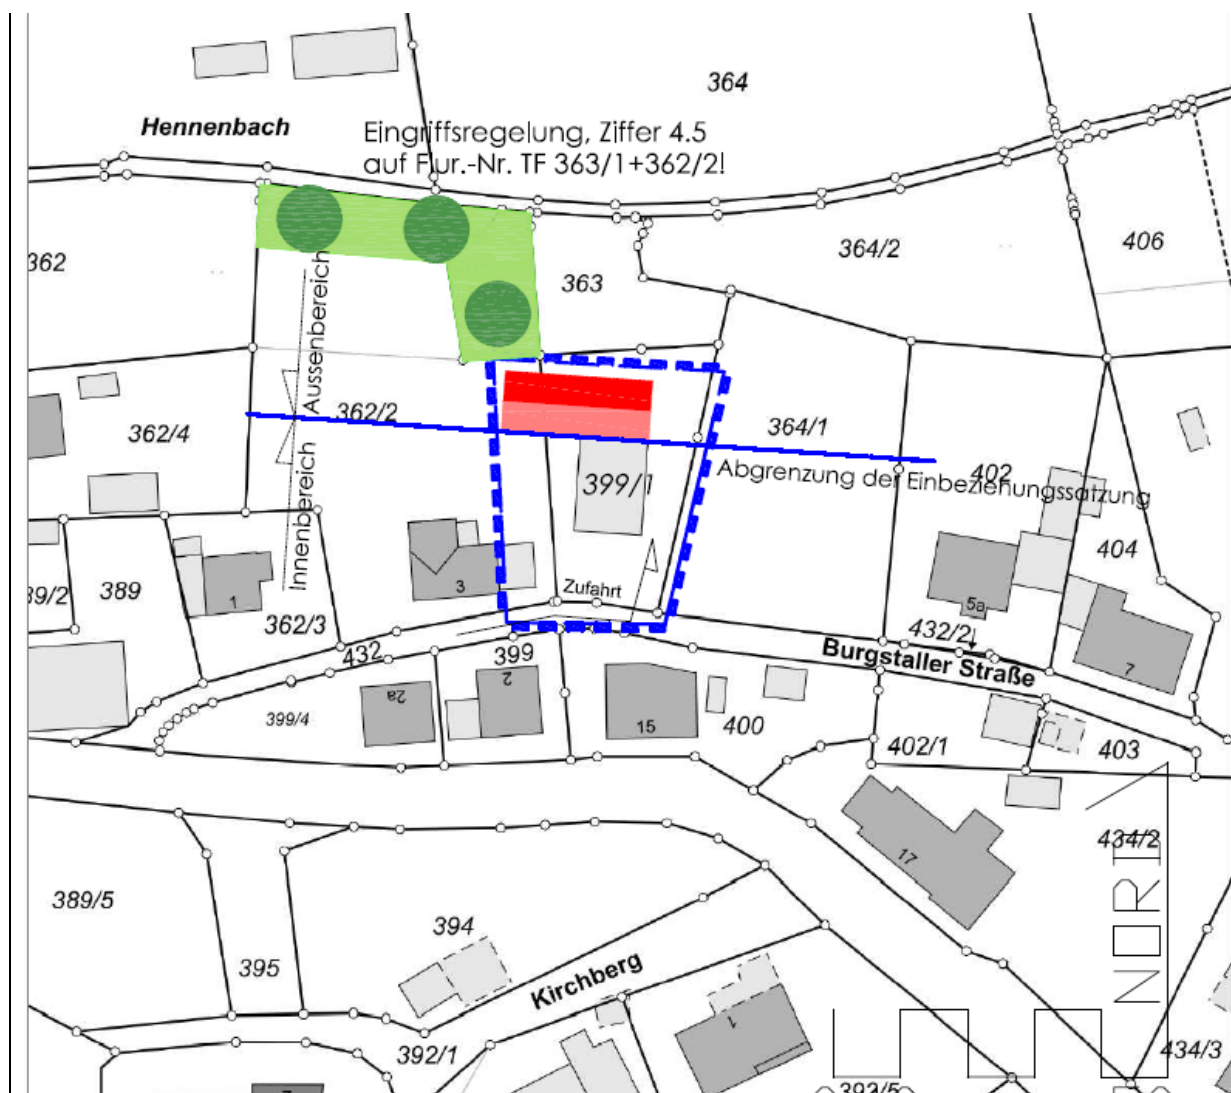 364
Hennenbach
Eingriffsregelung, Ziffer 4.5
auf Flur.-Nr. TF 363/1+362/2!
406
364/2
362
363
Aussenbereich
362/2
364/1
362/4
Abgrenzung der Einbeziehungssatzung
402
399/1
Innenbereich
404
389
39/2
1
3
Zufahrt
5a
362/3
432/2
432
399
Burgstaller Straße
7
2a
2
399/4
15
400
402/1
403
17
434/2
389/5
394
395
Kirchberg
NORD
1
392/1
434/3
392/5